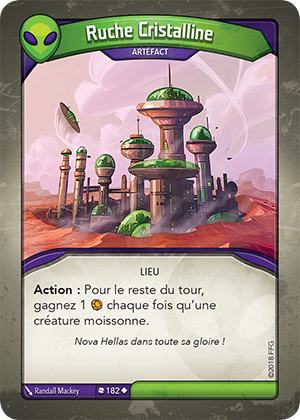 Ruche Cristalline
ARTÉFACT
LIEU
Action : Pour le reste du tour,
gagnez 1 chaque fois qu'une
créature moissonne.
Nova Hellas dans toute sa gloire !
Randall Mackey
182
©2018 FFG